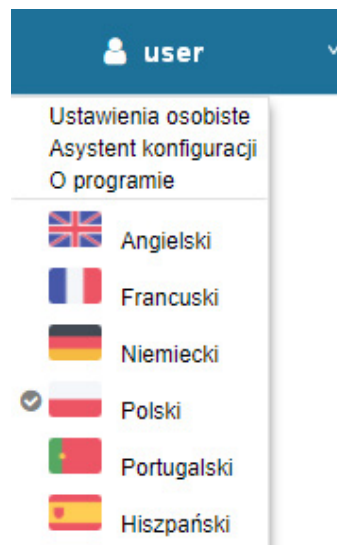 user
Ustawienia osobiste
Asystent konfiguracji
O programie
Angielski
Francuski
Niemiecki
Polski
Portugalski
Hiszpański